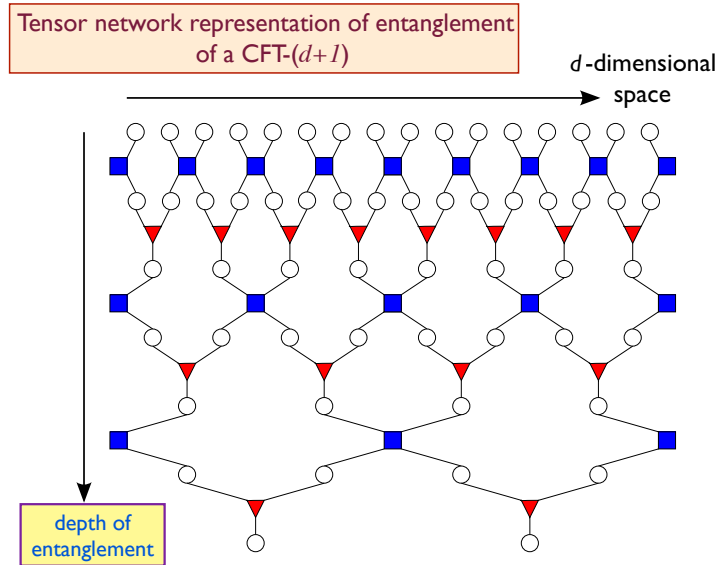 Tensor network representation of entanglement
of a CFT-(d+1)
d-dimensional
space
depth of
entanglement